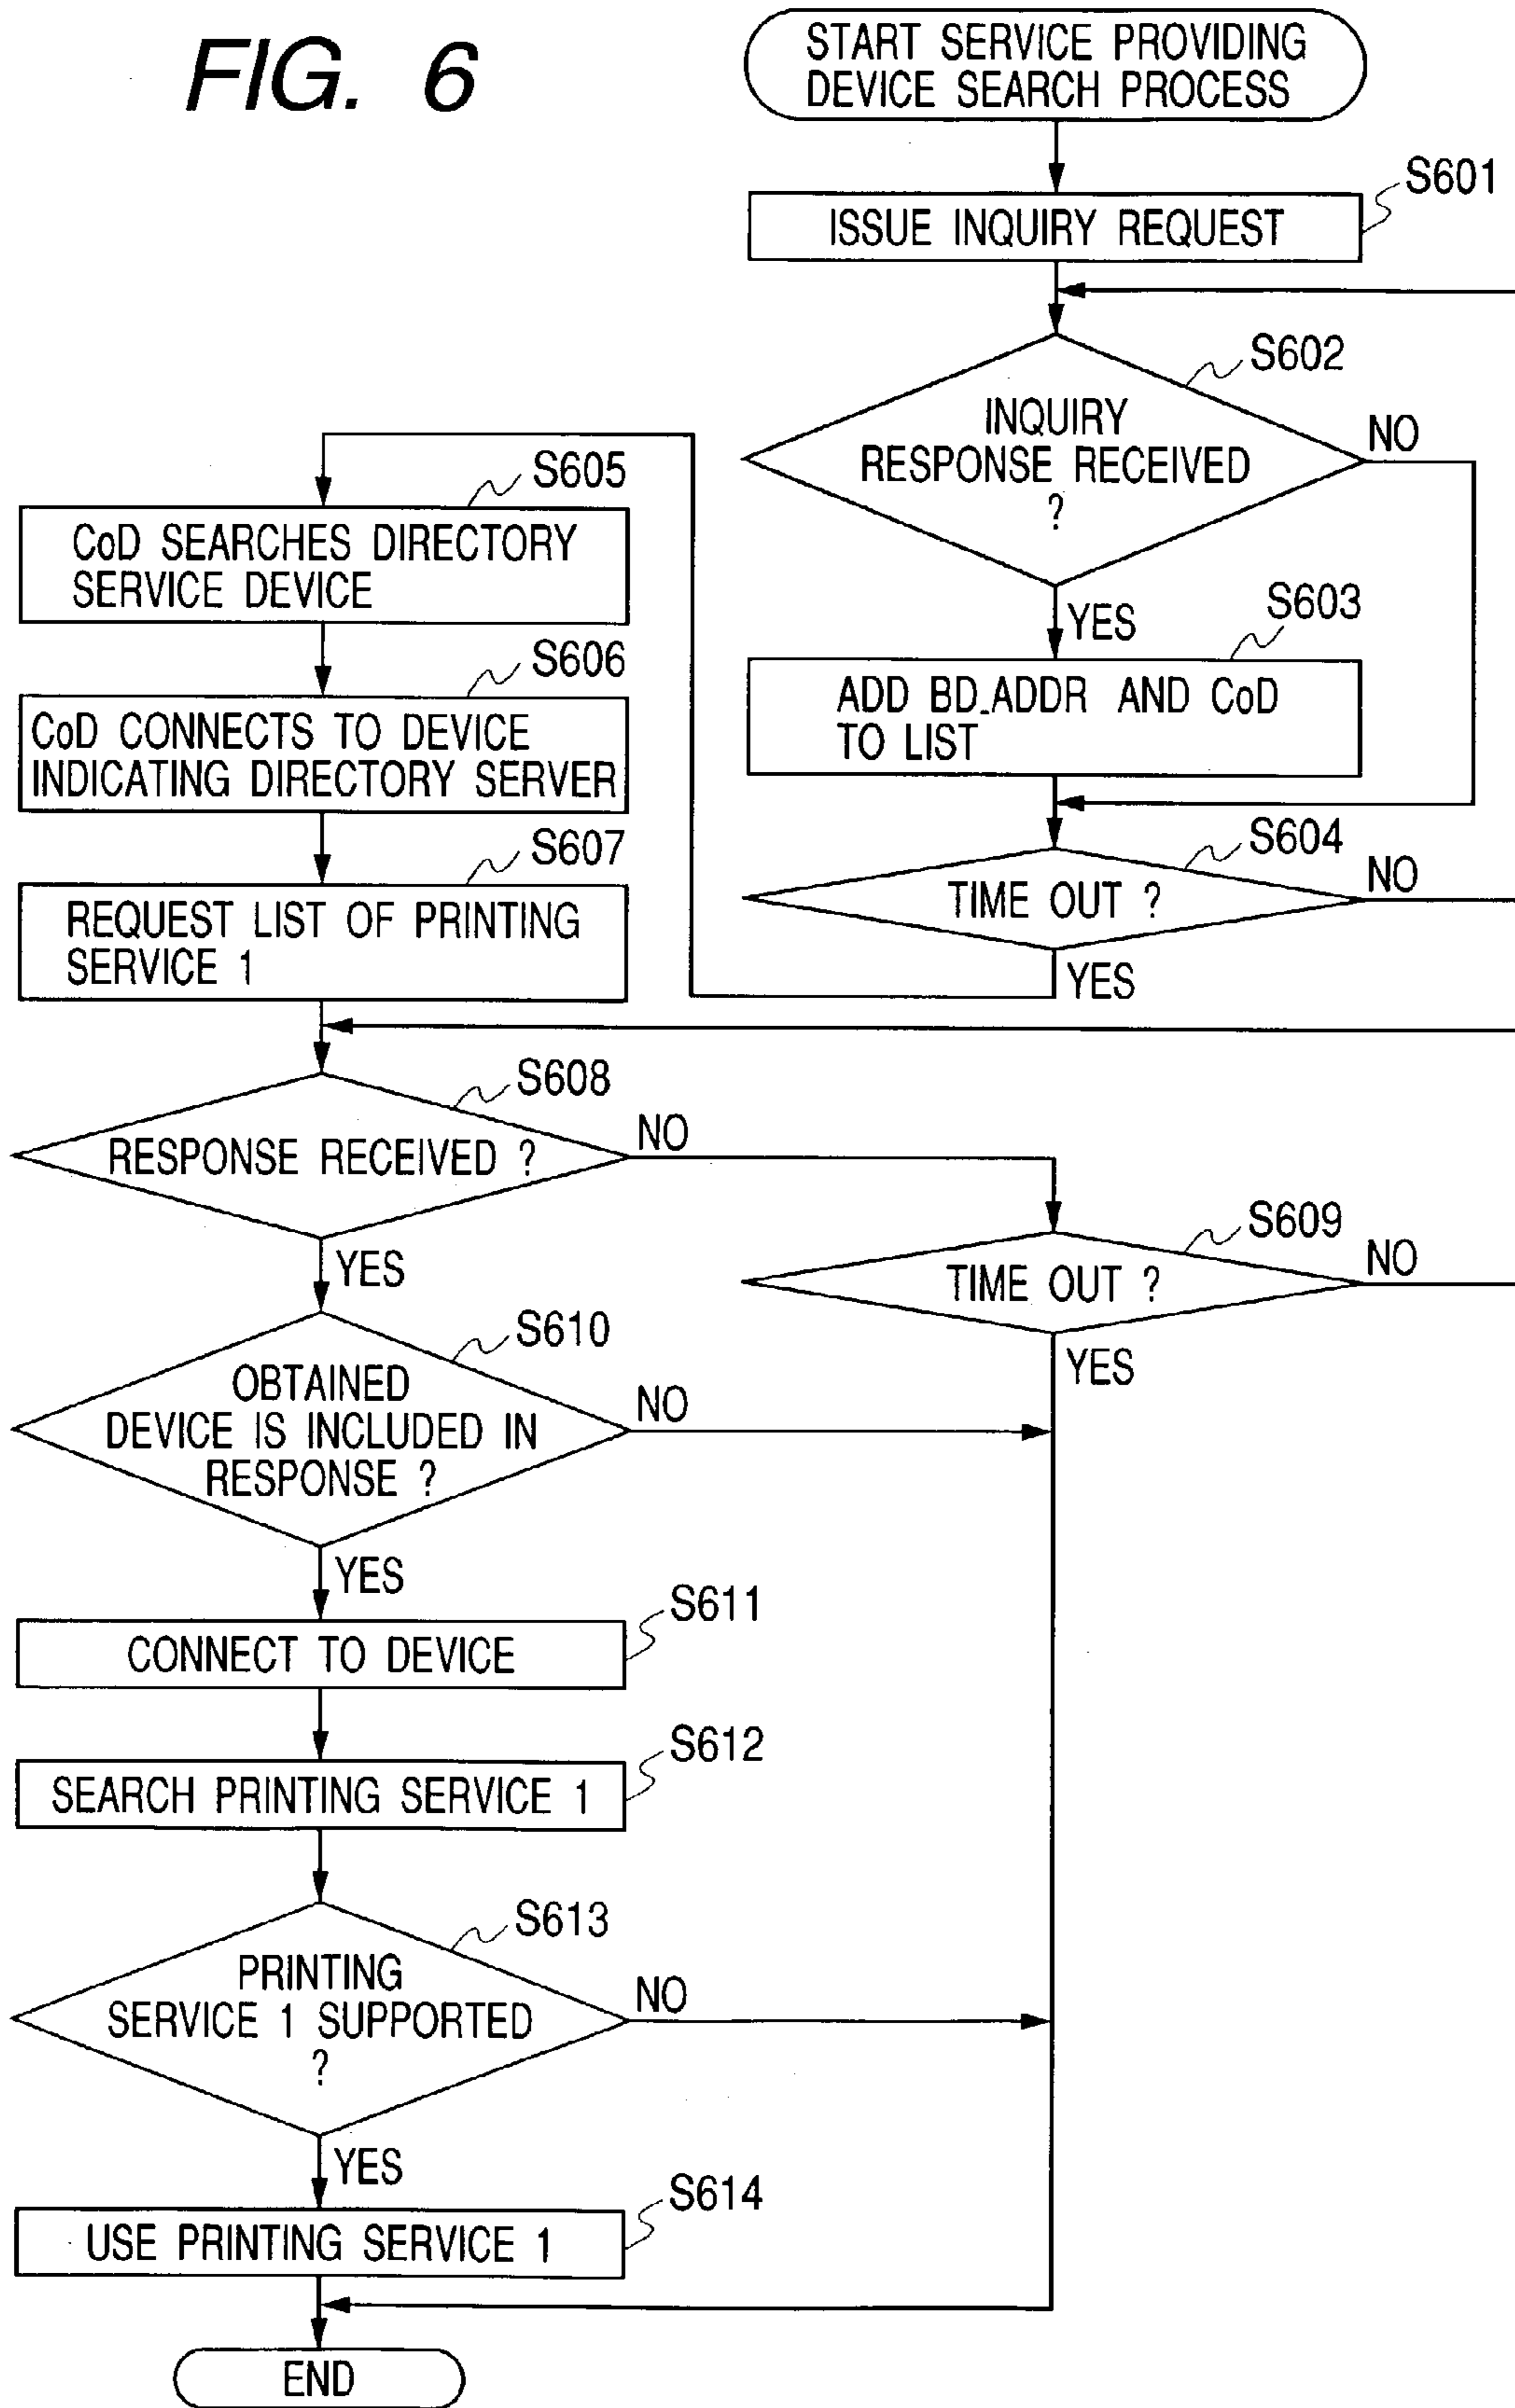 FIG. 6
START SERVICE PROVIDING
DEVICE SEARCH PROCESS
S601
ISSUE INQUIRY REQUEST
S602
INQUIRY
RESPONSE RECEIVED
?
NO
YES
S603
ADD BD_ADDR AND CoD
TO LIST
S604
TIME OUT ?
NO
YES
S605
CoD SEARCHES DIRECTORY
SERVICE DEVICE
S606
CoD CONNECTS TO DEVICE
INDICATING DIRECTORY SERVER
S607
REQUEST LIST OF PRINTING
SERVICE 1
S608
RESPONSE RECEIVED ?
NO
YES
S609
TIME OUT ?
NO
YES
S610
OBTAINED
DEVICE IS INCLUDED IN
RESPONSE ?
NO
YES
S611
CONNECT TO DEVICE
S612
SEARCH PRINTING SERVICE 1
S613
PRINTING
SERVICE 1 SUPPORTED
?
NO
YES
S614
USE PRINTING SERVICE 1
END